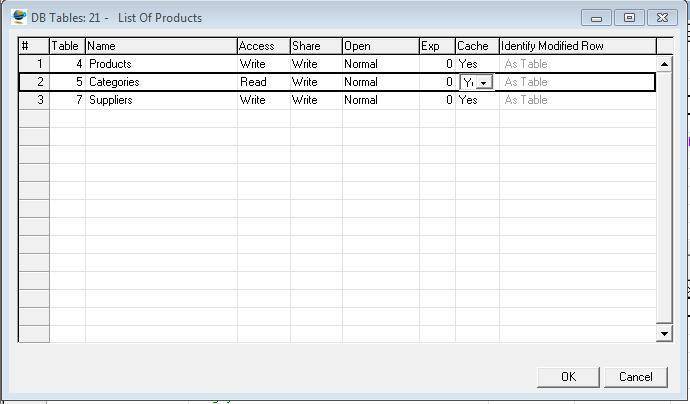 DB Tables: 21 - List Of Products
# Table Name Access Share Open Exp Cache Identify Modified Row
1 4 Products Write Write Normal 0 Yes As Table
2 5 Categories Read Write Normal 0 As Table
3 7 Suppliers Write Write Normal 0 Yes As Table
OK Cancel